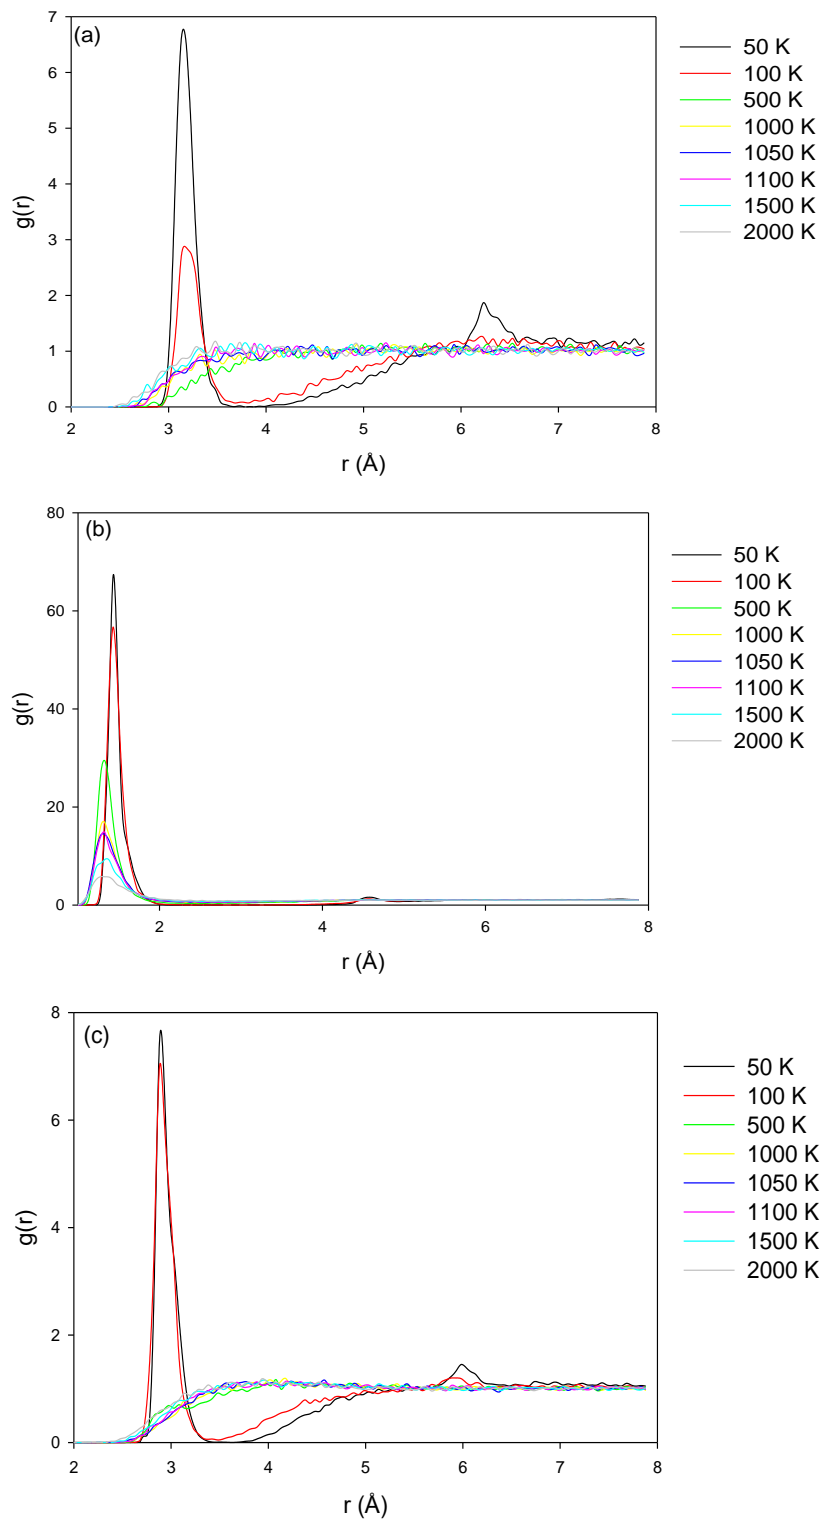 (a)
7
6
5
4
3
2
1
0
g(r)
2 3 4 5 6 7 8
r (Å)
50 K
100 K
500 K
1000 K
1050 K
1100 K
1500 K
2000 K
(b)
80
60
40
20
0
g(r)
2 4 6 8
r (Å)
50 K
100 K
500 K
1000 K
1050 K
1100 K
1500 K
2000 K
(c)
8
6
4
2
0
g(r)
2 3 4 5 6 7 8
r (Å)
50 K
100 K
500 K
1000 K
1050 K
1100 K
1500 K
2000 K